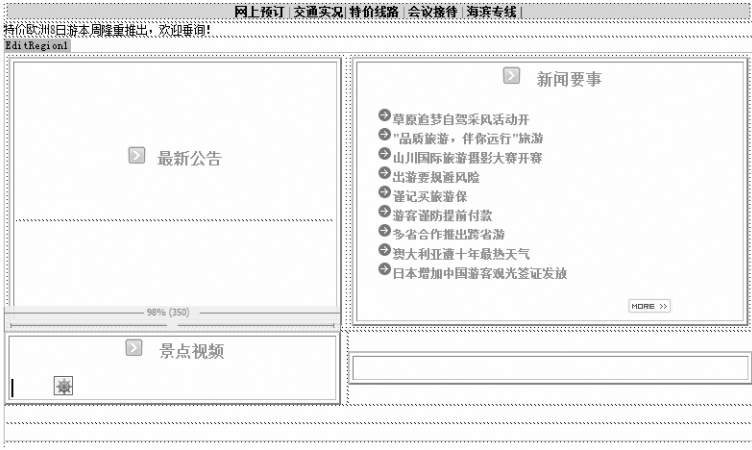 网上预订 | 交通实况 | 特价线路 | 会议接待 | 海滨专线 |
特价欧洲8日游本周隆重推出，欢迎垂询!
EditRegion1
最新公告
98% (350)
景点视频
新闻要事
草原追梦自驾采风活动开
"品质旅游，伴你远行"旅游
山川国际旅游摄影大赛开赛
出游要规避风险
谨记买旅游保
游客谨防提前付款
多省合作推出跨省游
澳大利亚遭十年最热天气
日本增加中国游客观光签证发放
MORE >>